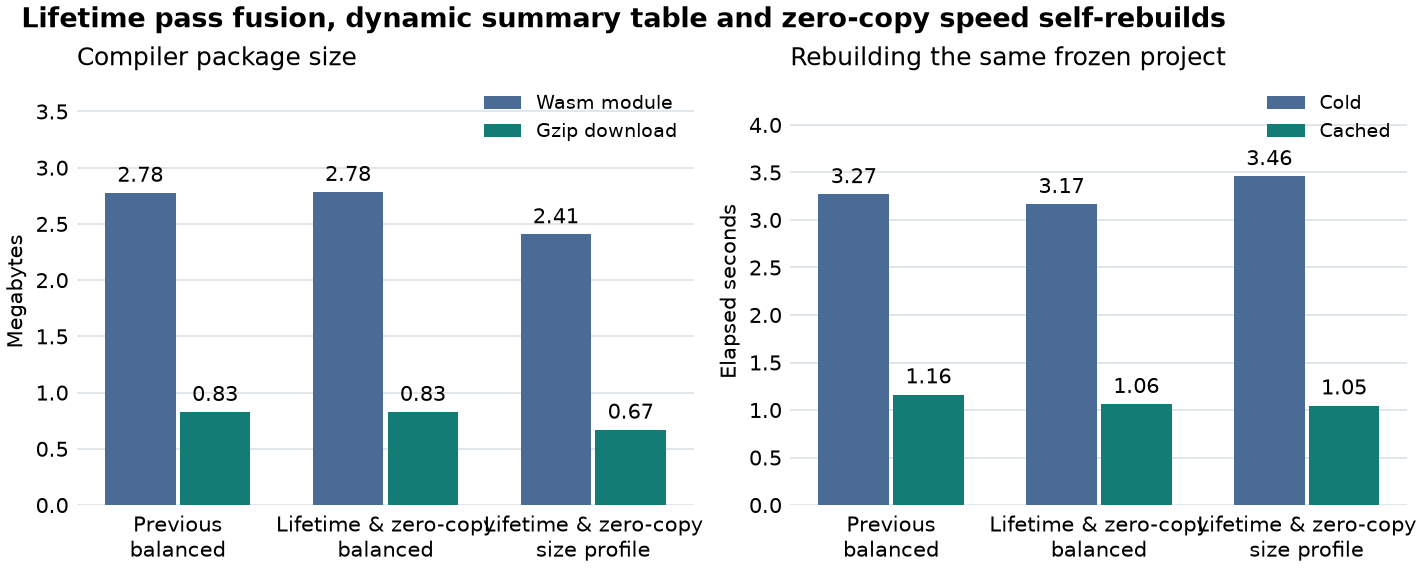 Lifetime pass fusion, dynamic summary table and zero-copy speed self-rebuilds
Compiler package size
Wasm module
Gzip download
Megabytes
3.5
3.0
2.5
2.0
1.5
1.0
0.5
0.0
2.78
0.83
2.78
0.83
2.41
0.67
Previous
balanced
Lifetime & zero-copy
balanced
Lifetime & zero-copy
size profile
Rebuilding the same frozen project
Cold
Cached
Elapsed seconds
4.0
3.5
3.0
2.5
2.0
1.5
1.0
0.5
0.0
3.27
1.16
3.17
1.06
3.46
1.05
Previous
balanced
Lifetime & zero-copy
balanced
Lifetime & zero-copy
size profile